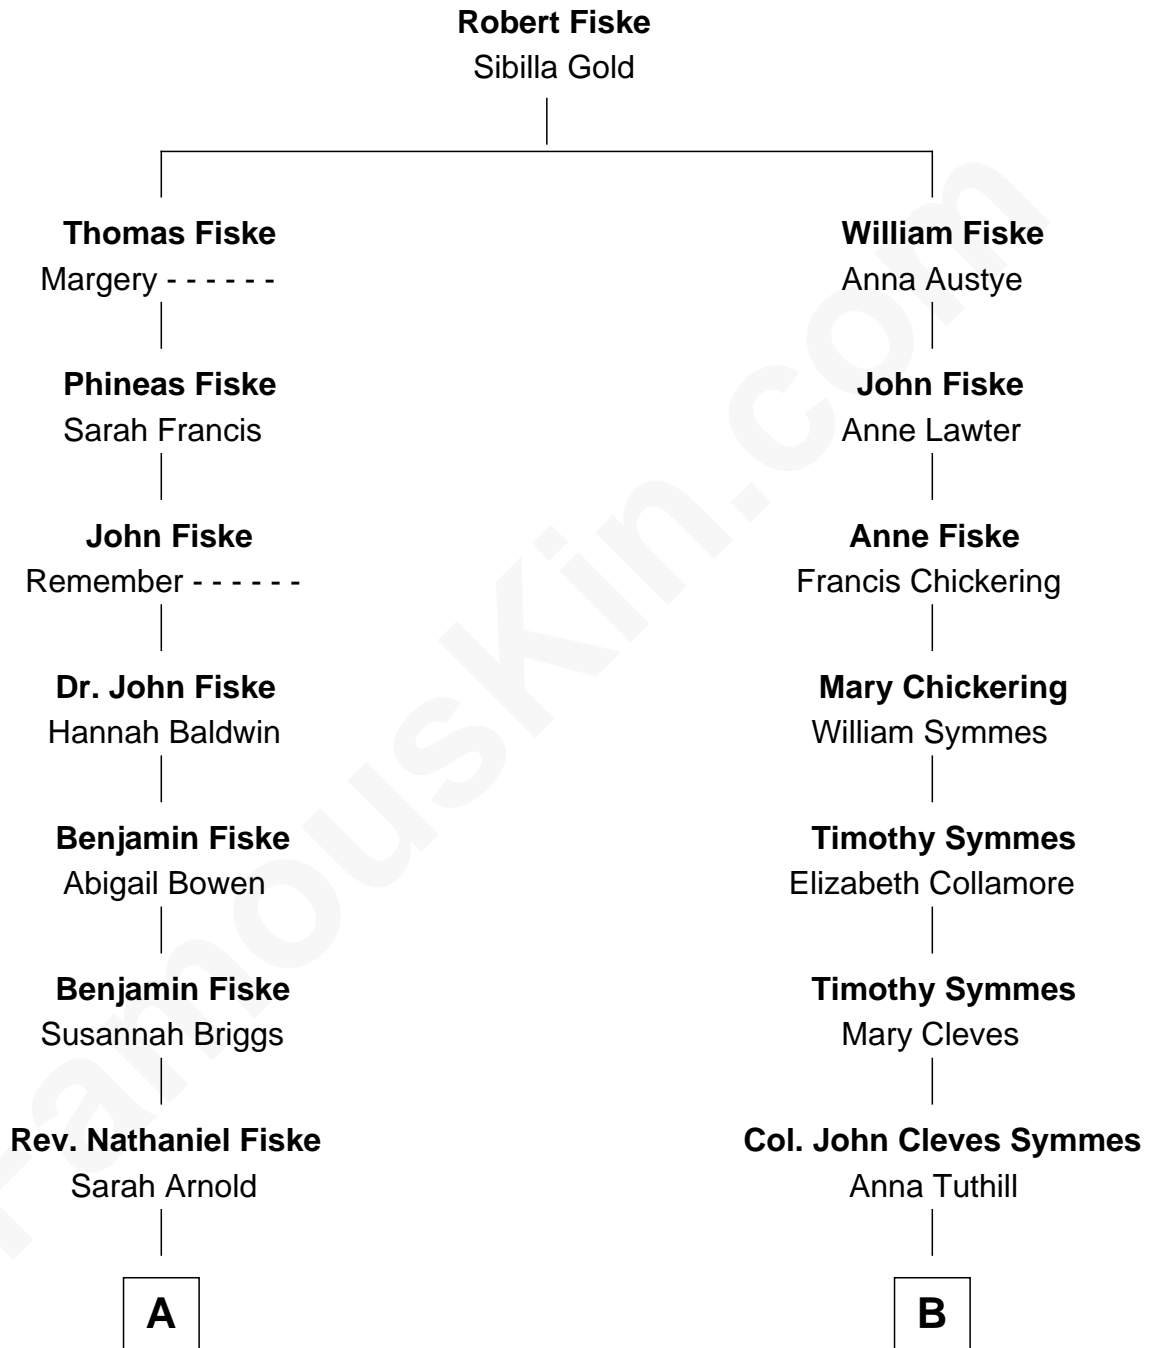 Robert Fiske
Sibilla Gold
Thomas Fiske
Margery - - - - - -
William Fiske
Anna Austye
Phineas Fiske
Sarah Francis
John Fiske
Anne Lawter
John Fiske
Remember - - - - - -
Anne Fiske
Francis Chickering
Dr. John Fiske
Hannah Baldwin
Mary Chickering
William Symmes
Benjamin Fiske
Abigail Bowen
Timothy Symmes
Elizabeth Collamore
Benjamin Fiske
Susannah Briggs
Timothy Symmes
Mary Cleves
Rev. Nathaniel Fiske
Sarah Arnold
Col. John Cleves Symmes
Anna Tuthill
A
B
FamousKin.com